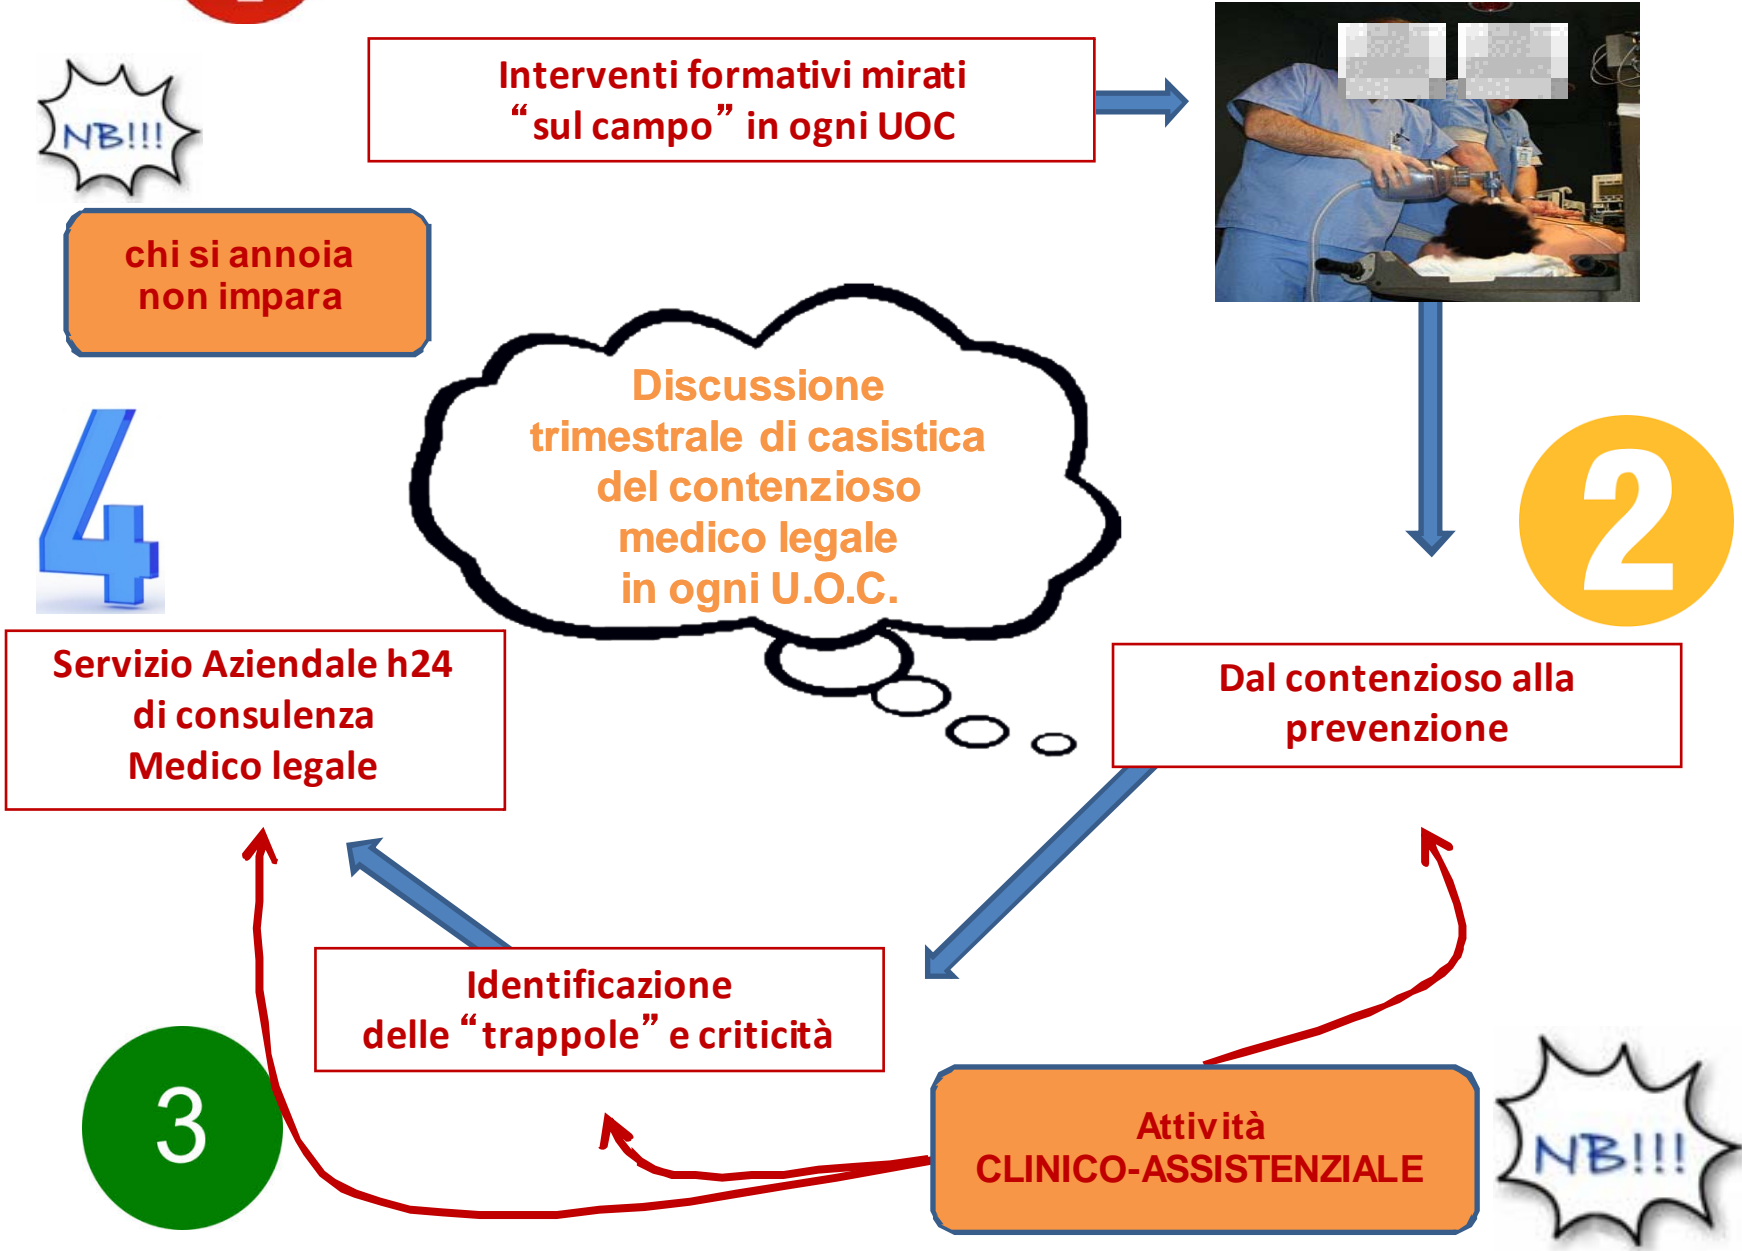 Interventi formativi mirati
“sul campo” in ogni UOC
NB!!!
chi si annoia
non impara
Discussione
trimestrale di casistica
del contenzioso
medico legale
in ogni U.O.C.
4
2
Servizio Aziendale h24
di consulenza
Medico legale
Dal contenzioso alla
prevenzione
Identificazione
delle “trappole” e criticità
3
Attività
CLINICO-ASSISTENZIALE
NB!!!